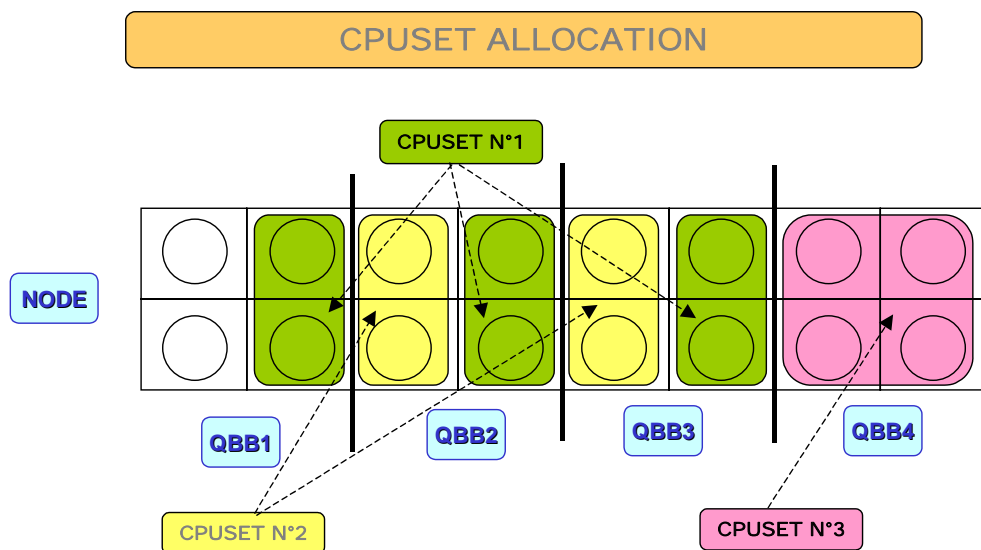 CPUSET ALLOCATION
CPUSET N°1
NODE
QBB1
QBB2
QBB3
QBB4
CPUSET N°2
CPUSET N°3